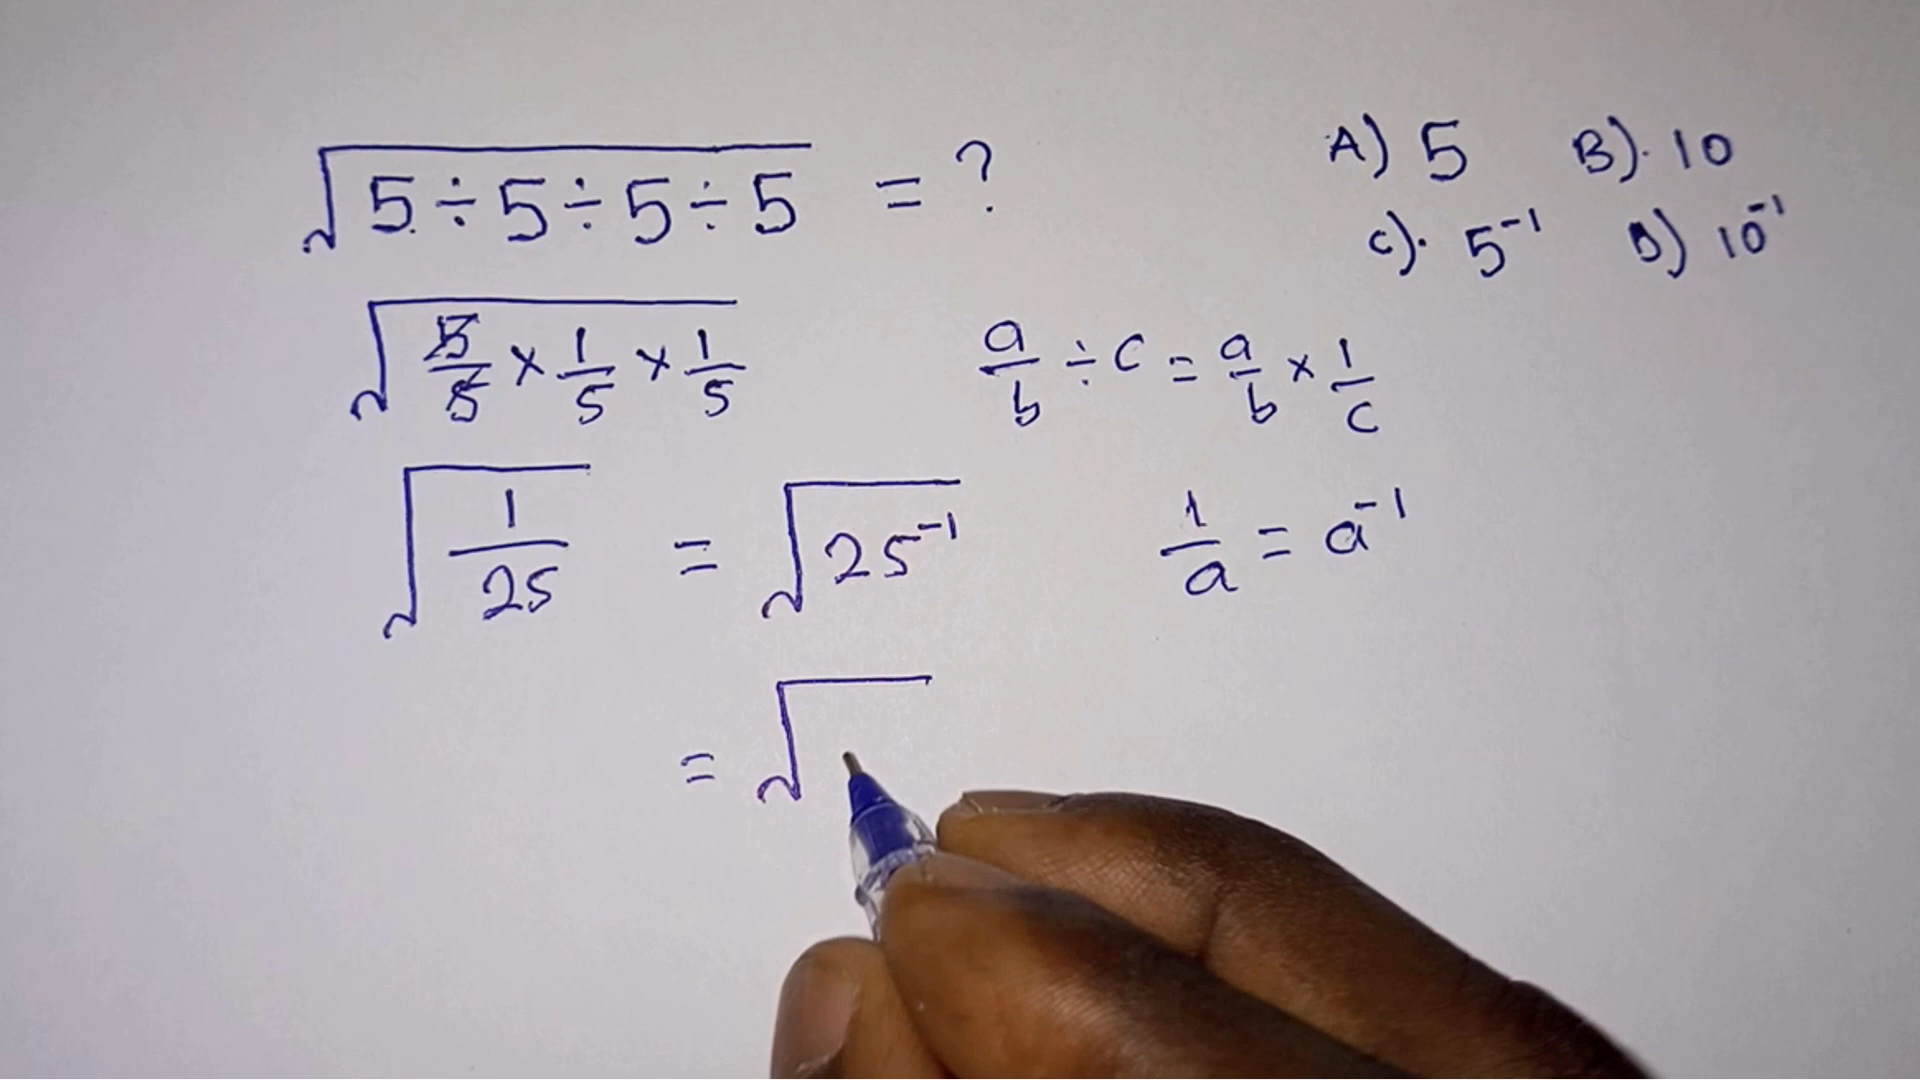 √5÷5÷5÷5 = ?
A) 5 B). 10
C). 5⁻¹ D) 10⁻¹
√5/5 × 1/5 × 1/5
a/b ÷ c = a/b × 1/c
√1/25 = √25⁻¹
1/a = a⁻¹
= √